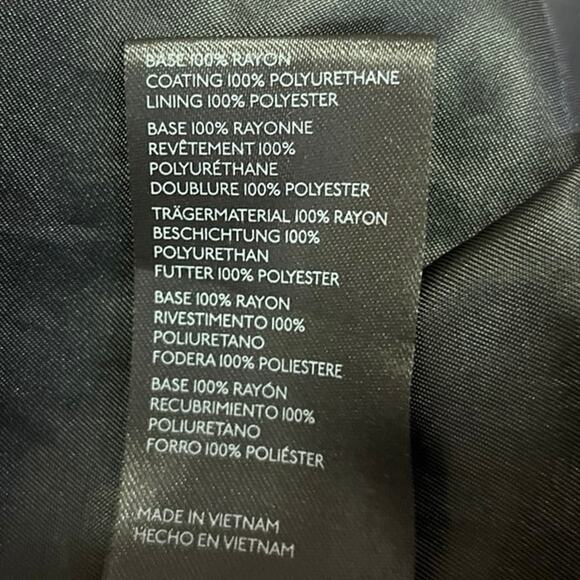 BASE 100% RAYON
COATING 100% POLYURETHANE
LINING 100% POLYESTER
BASE 100% RAYONNE
REVÊTEMENT 100%
POLYURÉTHANE
DOUBLURE 100% POLYESTER
TRÄGERMATERIAL 100% RAYON
BESCHICHTUNG 100%
POLYURETHAN
FUTTER 100% POLYESTER
BASE 100% RAYON
RIVESTIMENTO 100%
POLIURETANO
FODERA 100% POLIESTERE
BASE 100% RAYÓN
RECUBRIMIENTO 100%
POLIURETANO
FORRO 100% POLIÉSTER
MADE IN VIETNAM
HECHO EN VIETNAM